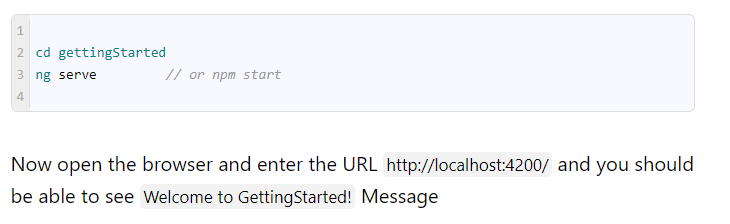 1
2 cd gettingStarted
3 ng serve // or npm start
4
Now open the browser and enter the URL http://localhost:4200/ and you should
be able to see Welcome to GettingStarted! Message